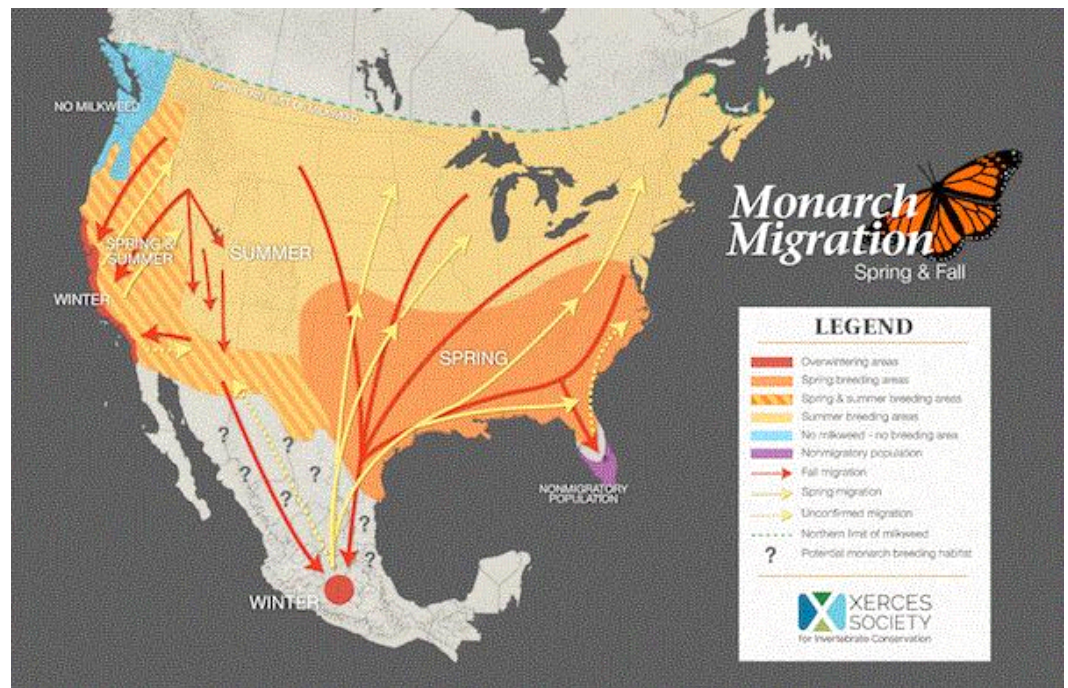 NO MILKWEED
SPRING &
SUMMER
SUMMER
WINTER
SPRING
NONMIGRATORY
POPULATION
WINTER
?
?
?
?
?
?
?
Monarch
Migration
Spring & Fall
LEGEND
Overwintering areas
Spring breeding areas
Spring & summer breeding areas
Summer breeding areas
No milkweed - no breeding area
Nonmigratory population
Fall migration
Spring migration
Unconfirmed migration
Northern limit of milkweed
? Potential monarch breeding habitat
XERCES
SOCIETY
for Invertebrate Conservation